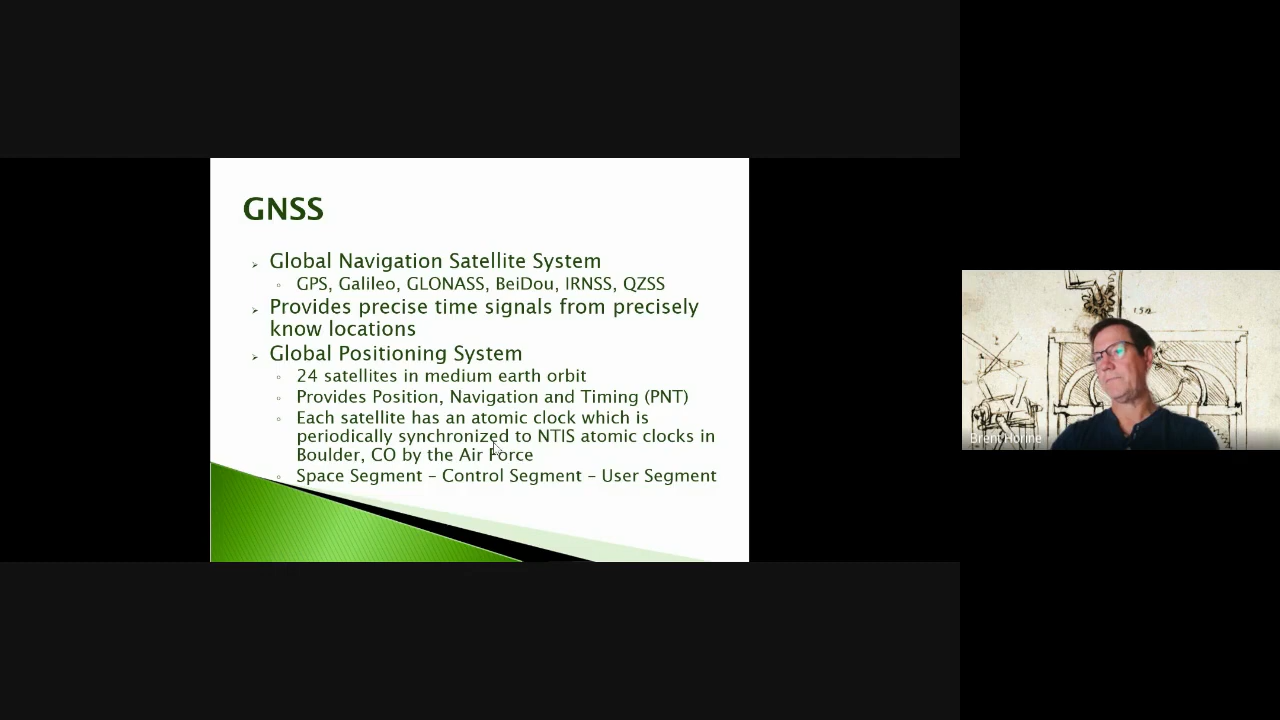 GNSS
Global Navigation Satellite System
GPS, Galileo, GLONASS, BeiDou, IRNSS, QZSS
Provides precise time signals from precisely
know locations
Global Positioning System
24 satellites in medium earth orbit
Provides Position, Navigation and Timing (PNT)
Each satellite has an atomic clock which is
periodically synchronized to NTIS atomic clocks in
Boulder, CO by the Air Force
Space Segment – Control Segment – User Segment
Brent Horine